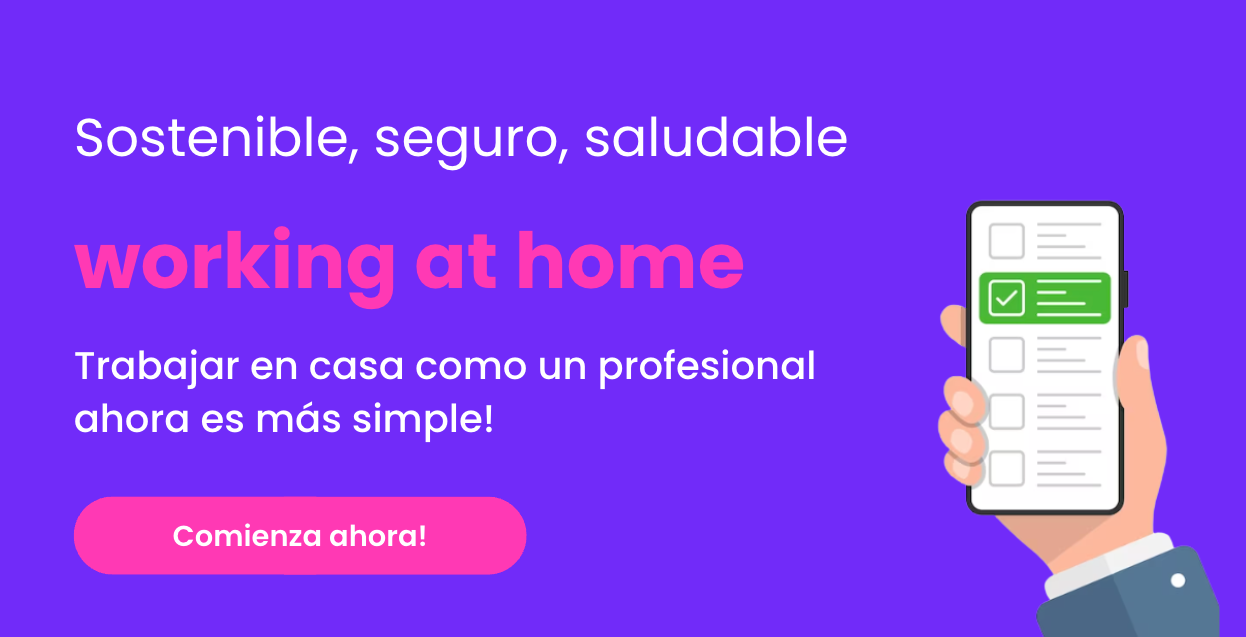 Sostenible, seguro, saludable
working at home
Trabajar en casa como un profesional
ahora es más simple!
Comienza ahora!